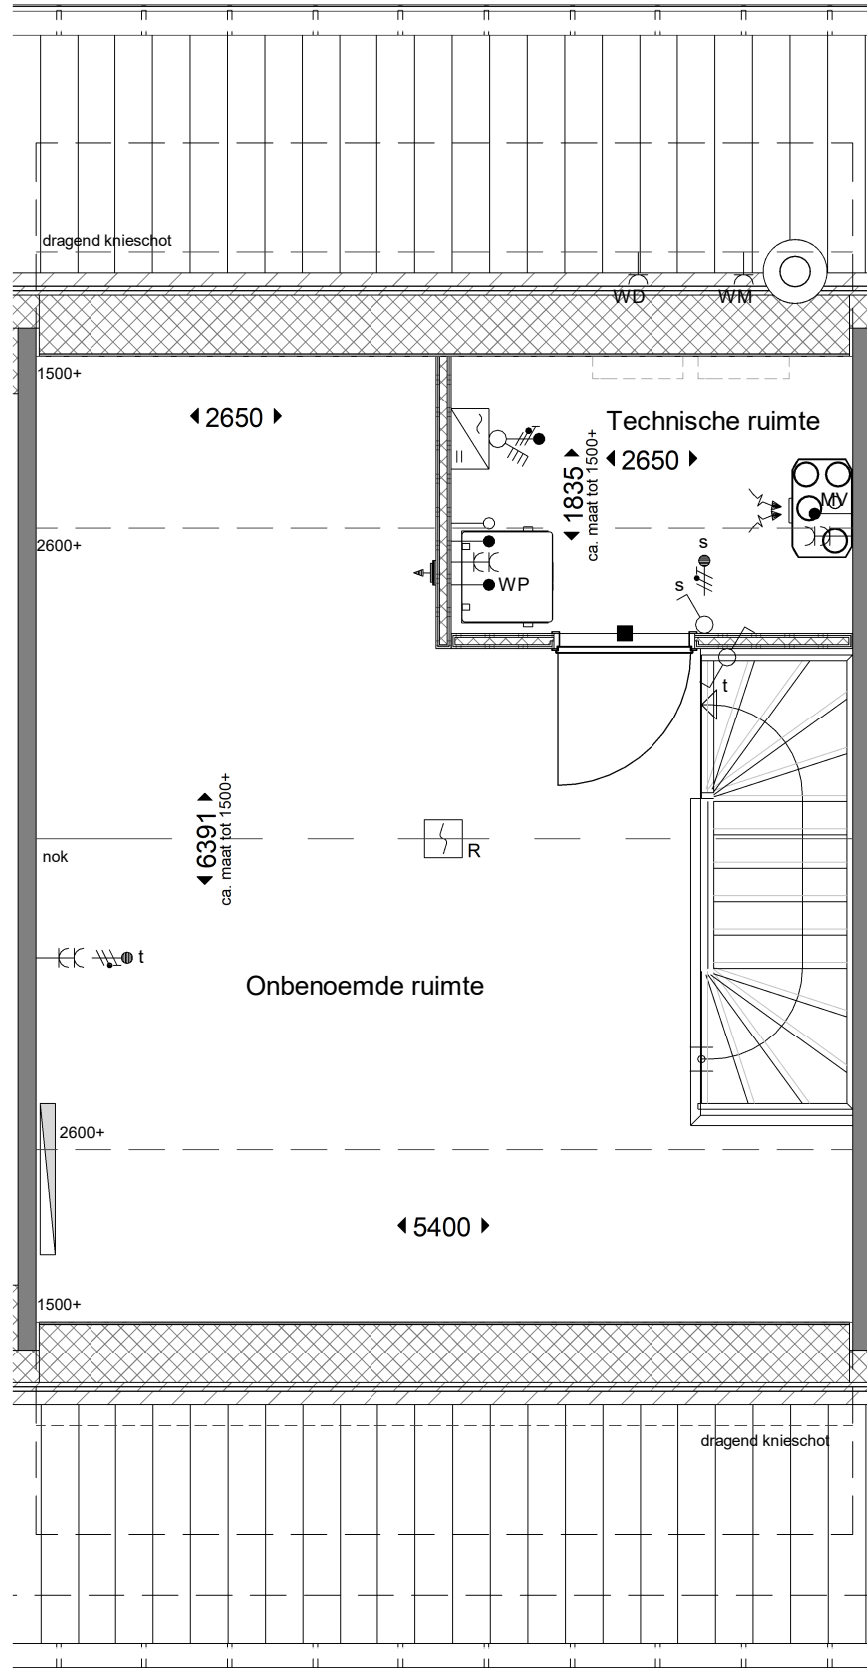 dragend knieschot
WD
WM
1500+
2650
Technische ruimte
1835
ca. maat tot 1500+
2650
MV
2600+
s
WP
s
t
6391
ca. maat tot 1500+
nok
R
t
Onbenoemde ruimte
2600+
5400
1500+
dragend knieschot